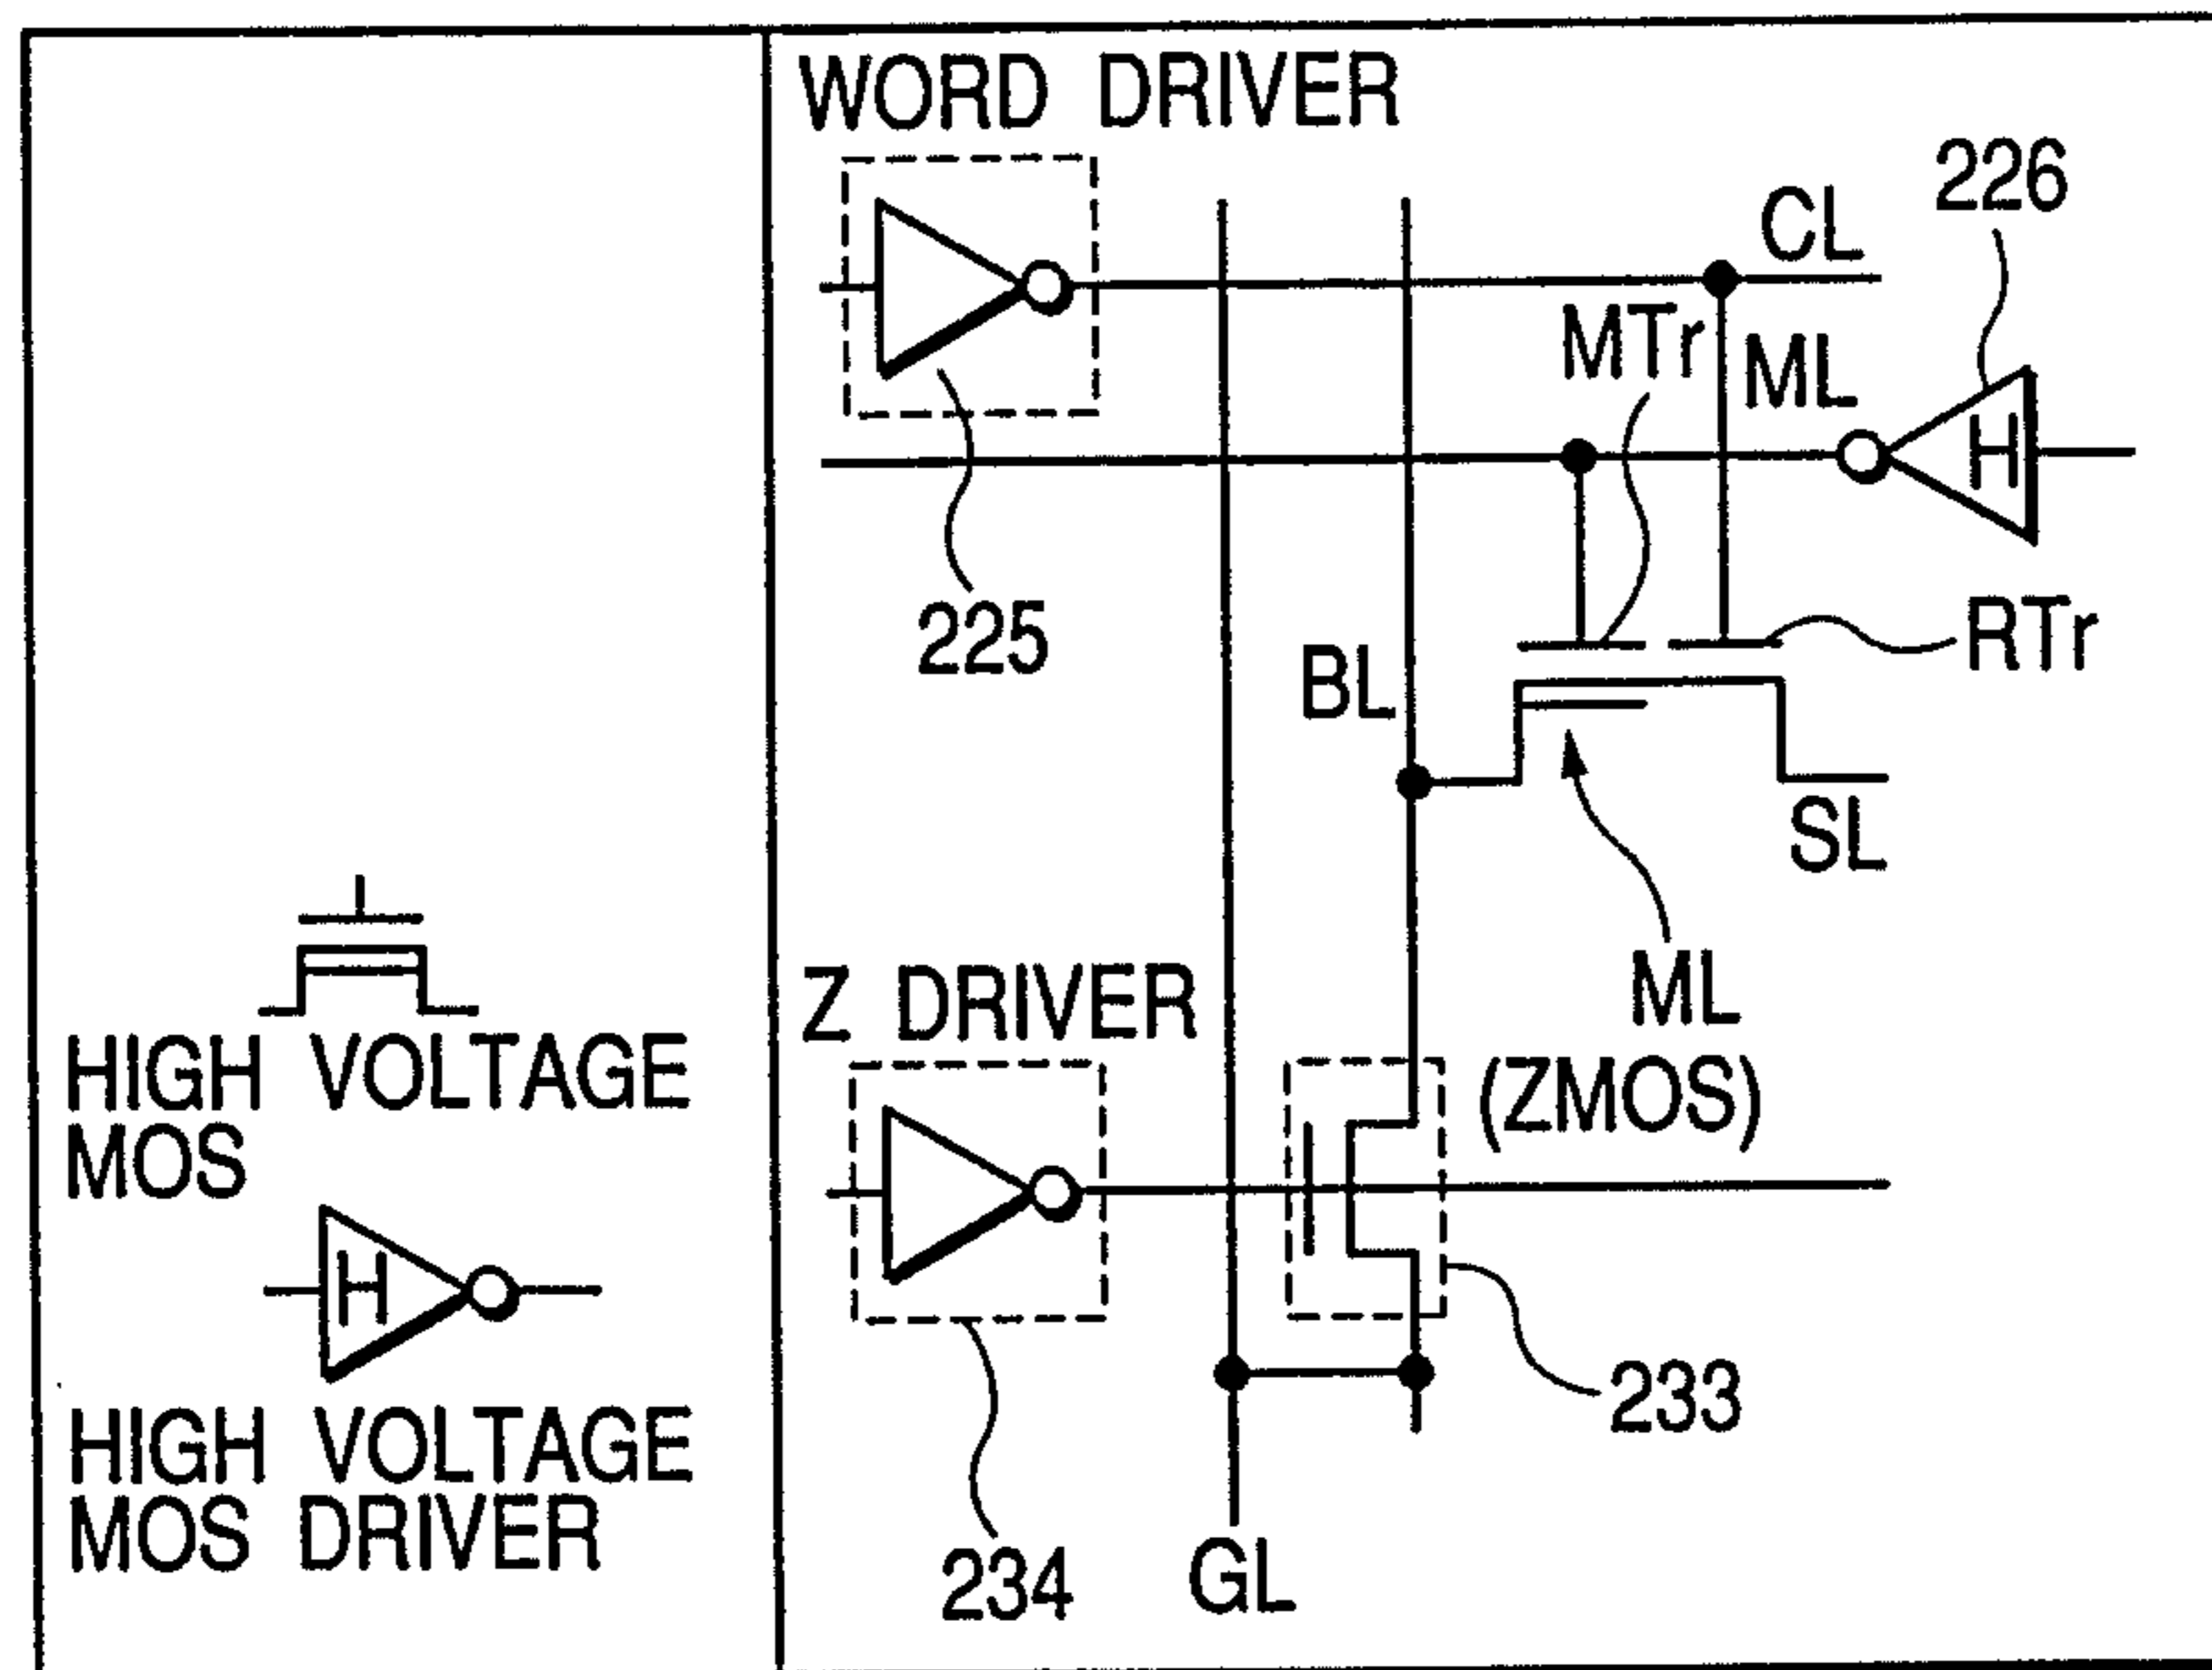 HIGH VOLTAGE
MOS
H
HIGH VOLTAGE
MOS DRIVER
WORD DRIVER
226
CL
MTr
ML
H
225
RTr
BL
SL
ML
(ZMOS)
Z DRIVER
233
234
GL